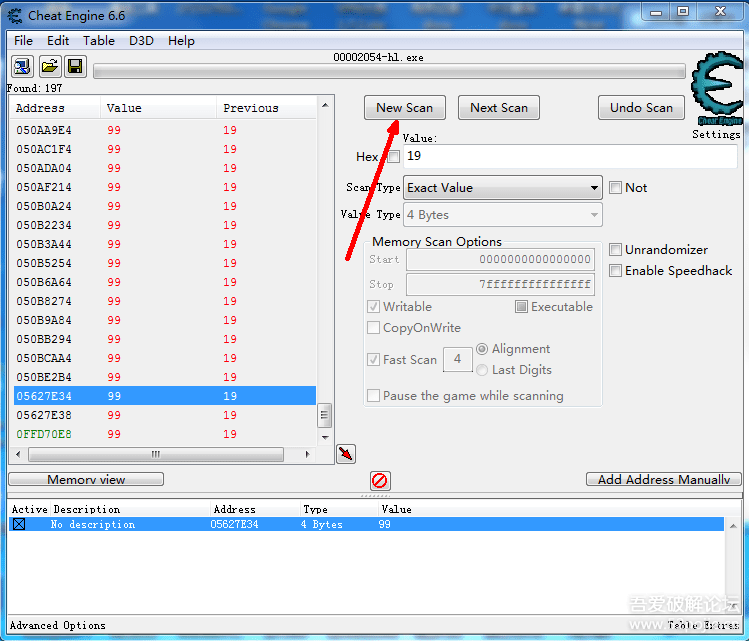 Cheat Engine 6.6
File Edit Table D3D Help
00002054-hl.exe
Found: 197
Address Value Previous
050AA9E4 99 19
050AC1F4 99 19
050ADA04 99 19
050AF214 99 19
050B0A24 99 19
050B2234 99 19
050B3A44 99 19
050B5254 99 19
050B6A64 99 19
050B8274 99 19
050B9A84 99 19
050BB294 99 19
050BCAA4 99 19
050BE2B4 99 19
05627E34 99 19
05627E38 99 19
0FFD70E8 99 19
New Scan Next Scan Undo Scan
Cheat Engine
Settings
Value:
Hex 19
Scan Type Exact Value Not
Value Type 4 Bytes
Memory Scan Options
Start 0000000000000000
Stop 7fffffffffffffff
Writable Executable
CopyOnWrite
Fast Scan 4 Alignment
Last Digits
Pause the game while scanning
Unrandomizer
Enable Speedhack
Memory view
Add Address Manually
Active Description Address Type Value
No description 05627E34 4 Bytes 99
Advanced Options
Table Extras
吾爱破解论坛